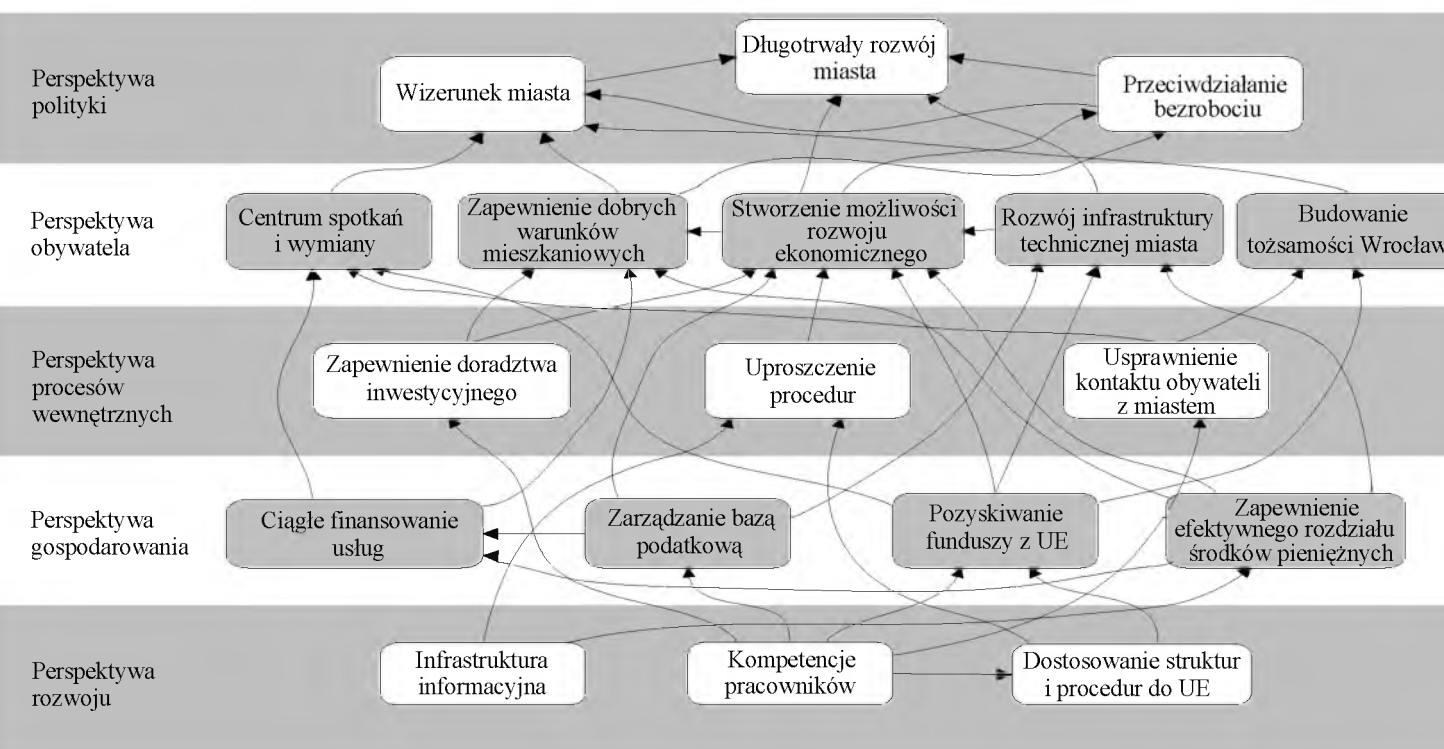 Perspektywa
polityki
Wizerunek miasta
Długotrwały rozwój
miasta
Przeciwdziałanie
bezrobociu
Perspektywa
obywatela
Centrum spotkań
i wymiany
Zapewnienie dobrych
warunków
mieszkaniowych
Stworzenie możliwości
rozwoju
ekonomicznego
Rozwój infrastruktury
technicznej miasta
Budowanie
tożsamości Wrocław
Perspektywa
procesów
wewnętrznych
Zapewnienie doradztwa
inwestycyjnego
Uproszczenie
procedur
Usprawnienie
kontaktu obywateli
z miastem
Perspektywa
gospodarowania
Ciągłe finansowanie
usług
Zarządzanie bazą
podatkową
Pozyskiwanie
funduszy z UE
Zapewnienie
efektywnego rozdziału
środków pieniężnych
Perspektywa
rozwoju
Infrastruktura
informacyjna
Kompetencje
pracowników
Dostosowanie struktur
i procedur do UE